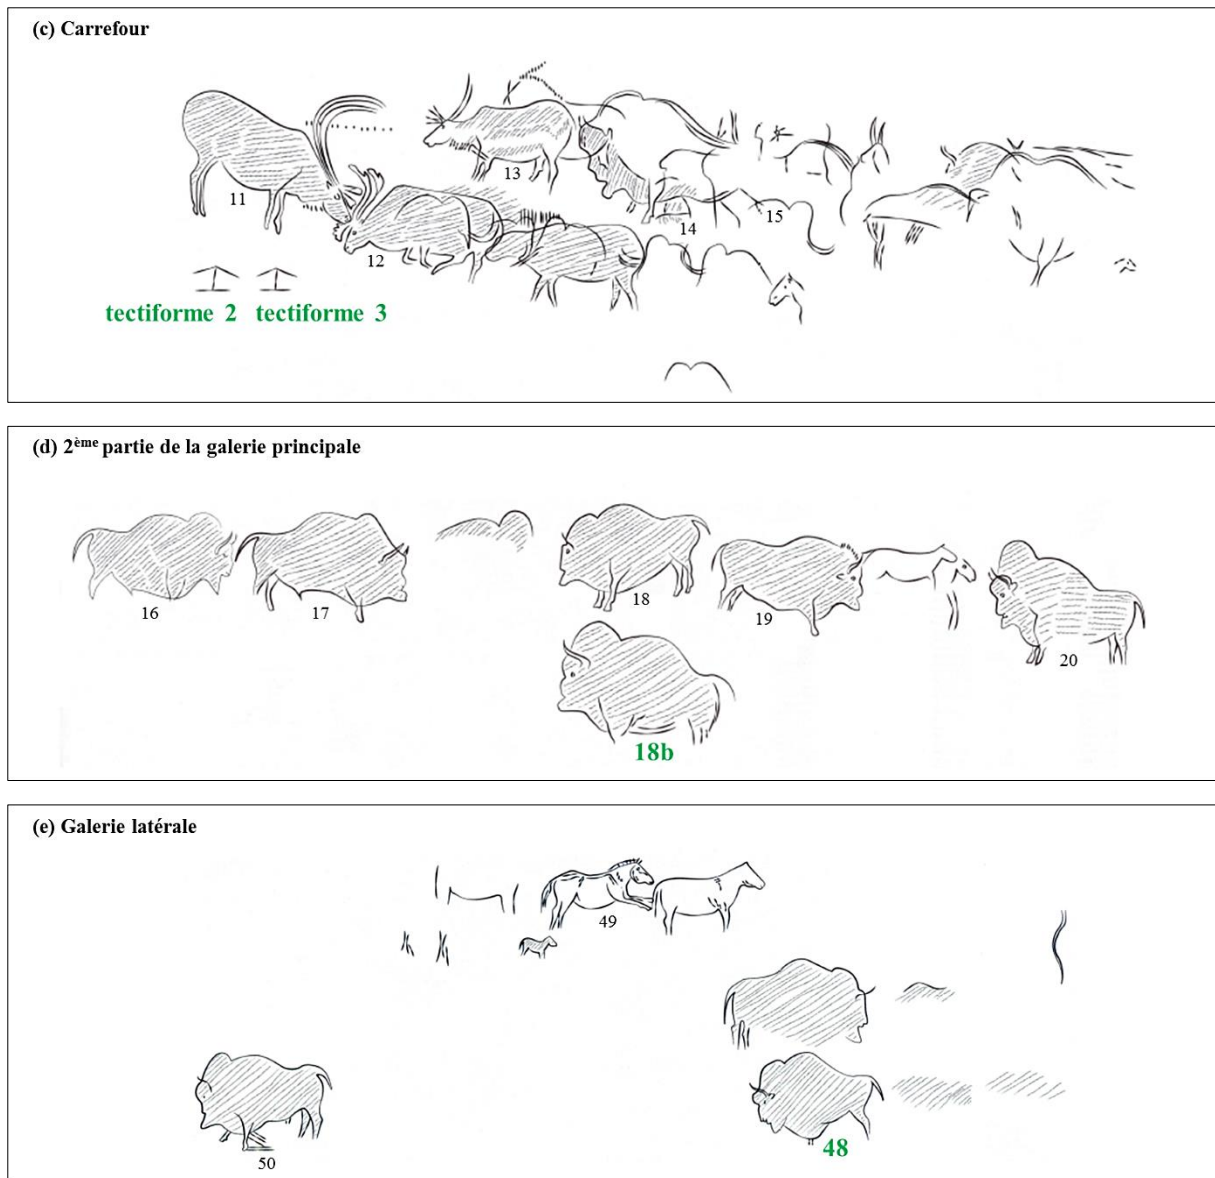 (c) Carrefour
13
11
14
15
12
tectiforme 2 tectiforme 3
(d) 2ème partie de la galerie principale
16
17
18
19
20
18b
(e) Galerie latérale
49
48
50